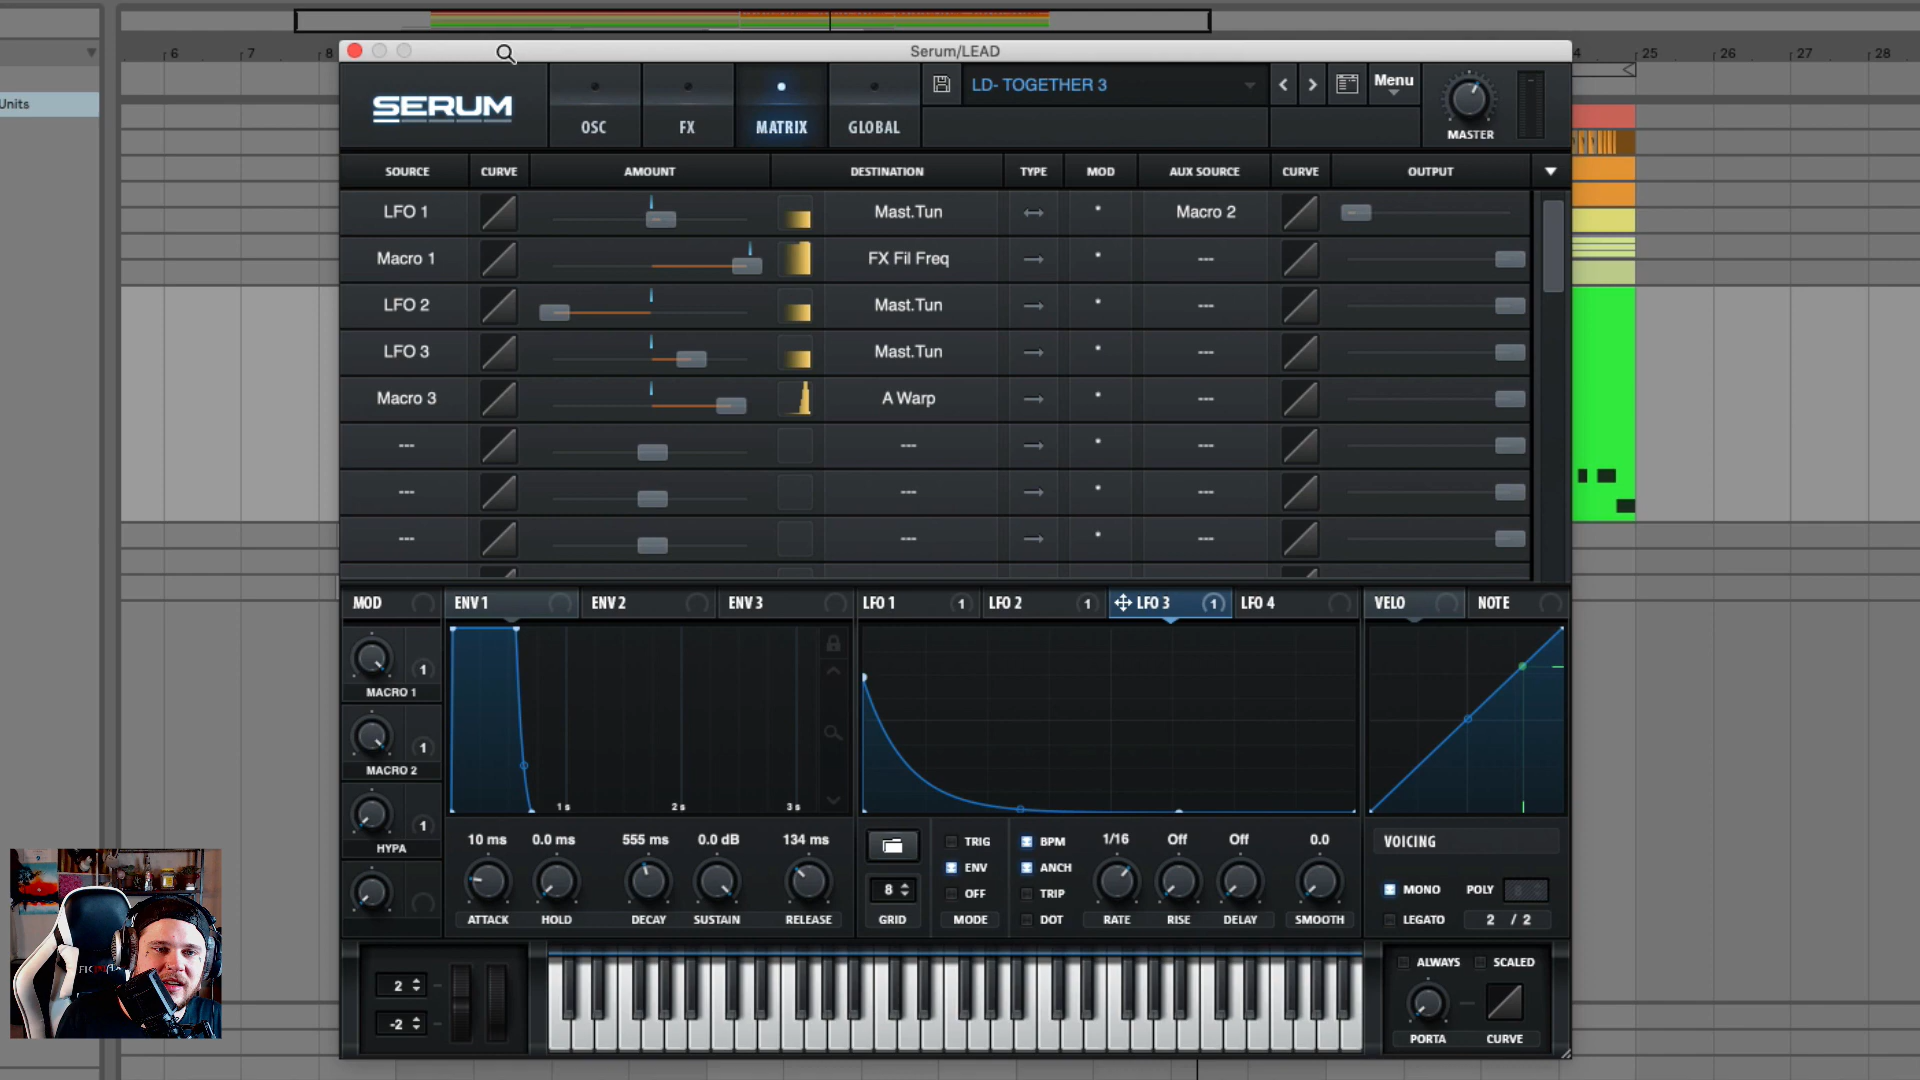 6 7 8 4 25 26 27 28
Serum/LEAD
Units
SERUM
OSC FX MATRIX GLOBAL
LD- TOGETHER 3
Menu
MASTER
SOURCE CURVE AMOUNT DESTINATION TYPE MOD AUX SOURCE CURVE OUTPUT
LFO 1 Mast.Tun * Macro 2
Macro 1 FX Fil Freq * ---
LFO 2 Mast.Tun * ---
LFO 3 Mast.Tun * ---
Macro 3 A Warp * ---
--- --- * ---
--- --- * ---
--- --- * ---
MOD ENV 1 ENV 2 ENV 3 LFO 1 1 LFO 2 1 LFO 3 1 LFO 4 VELO NOTE
1
MACRO 1
1
MACRO 2
1
HYPA
1 s 2 s 3 s
10 ms 0.0 ms 555 ms 0.0 dB 134 ms
ATTACK HOLD DECAY SUSTAIN RELEASE
8
GRID
TRIG
ENV
OFF
MODE
BPM
ANCH
TRIP
DOT
1/16 Off Off 0.0
RATE RISE DELAY SMOOTH
VOICING
MONO POLY
LEGATO 2 / 2
2
-2
ALWAYS SCALED
PORTA CURVE